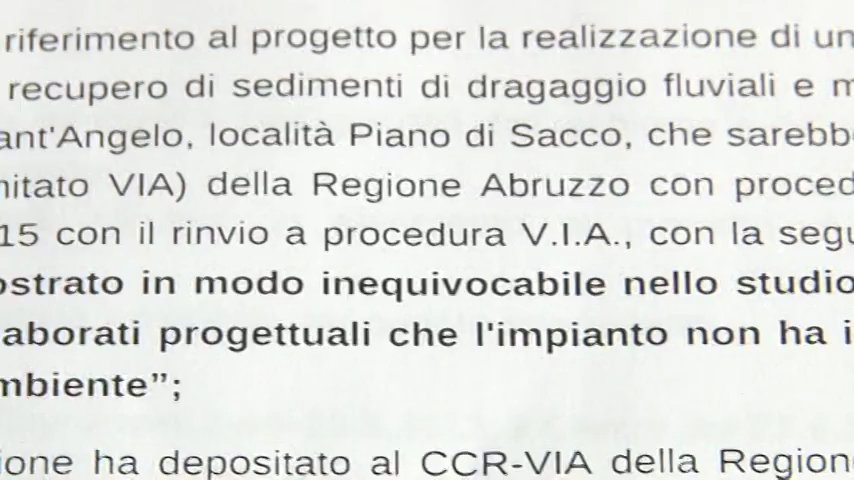 riferimento al progetto per la realizzazione di un
recupero di sedimenti di dragaggio fluviali e m
ant'Angelo, località Piano di Sacco, che sarebb
nitato VIA) della Regione Abruzzo con proced
15 con il rinvio a procedura V.I.A., con la segu
ostrato in modo inequivocabile nello studio
aborati progettuali che l'impianto non ha i
mbiente”;
ione ha depositato al CCR-VIA della Region